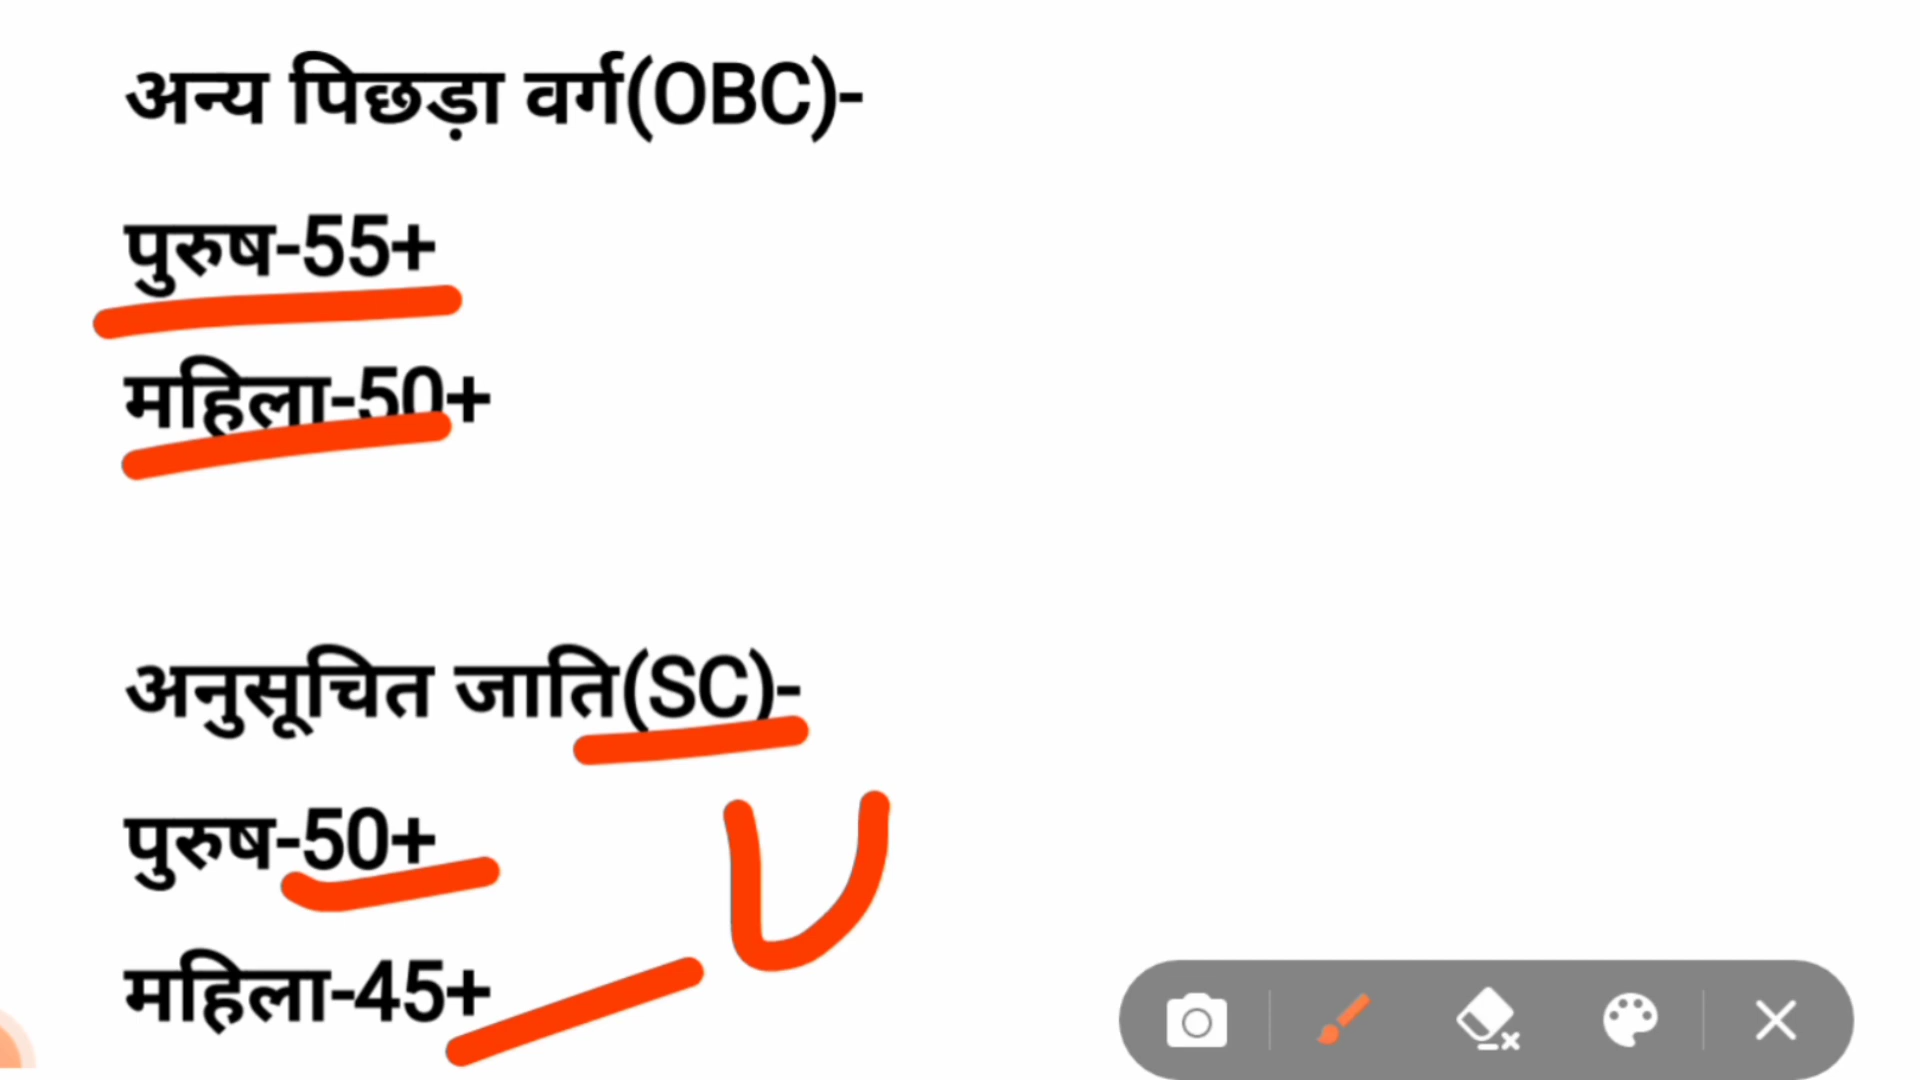 अन्य पिछड़ा वर्ग(OBC)-
पुरुष-55+
महिला-50+
अनुसूचित जाति(SC)-
पुरुष-50+
महिला-45+